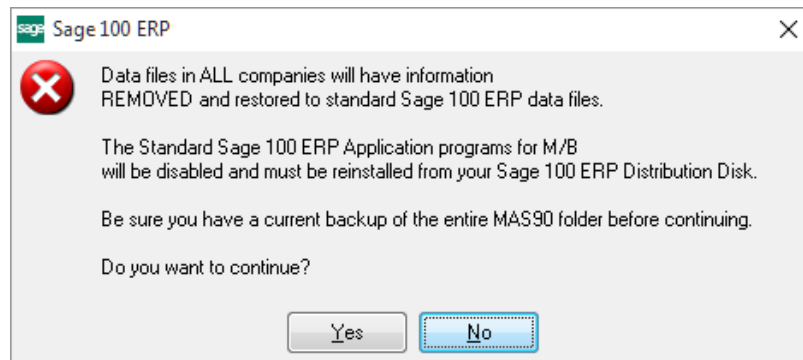 sage Sage 100 ERP
Data files in ALL companies will have information
REMOVED and restored to standard Sage 100 ERP data files.
The Standard Sage 100 ERP Application programs for M/B
will be disabled and must be reinstalled from your Sage 100 ERP Distribution Disk.
Be sure you have a current backup of the entire MAS90 folder before continuing.
Do you want to continue?
Yes No